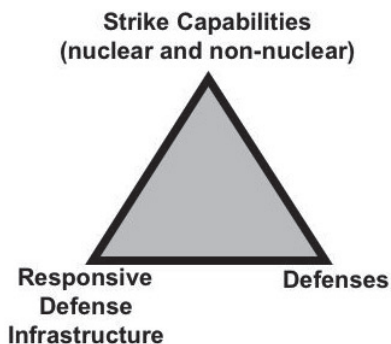 Strike Capabilities
(nuclear and non-nuclear)
Responsive
Defense
Infrastructure
Defenses